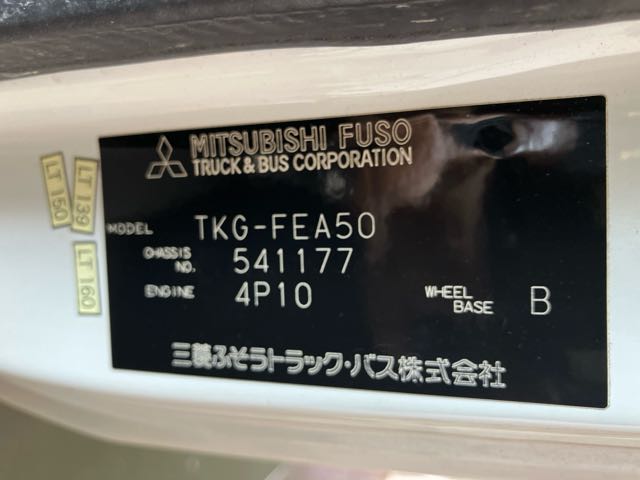 MITSUBISHI FUSO
TRUCK & BUS CORPORATION
MODEL TKG-FEA50
CHASSIS NO. 541177
ENGINE 4P10
WHEEL BASE B
三菱ふそうトラック・バス株式会社
LT 150
LT 139
LT 160